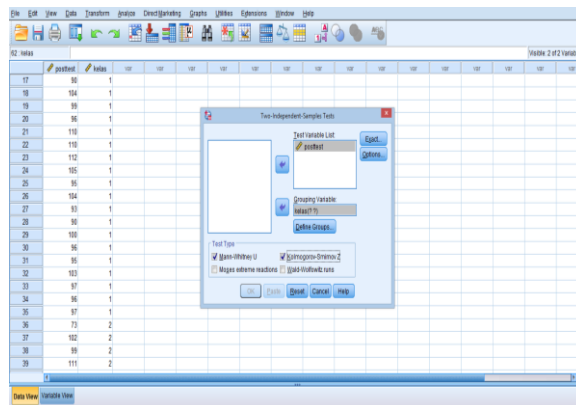 File Edit View Data Transform Analyze Direct Marketing Graphs Utilities Extensions Window Help
62 : kelas Visible: 2 of 2 Variab
posttest kelas var var var var var var var var var var var var var
17 90 1
18 104 1
19 99 1
20 96 1
21 110 1
22 110 1
23 112 1
24 105 1
25 95 1
26 104 1
27 93 1
28 90 1
29 100 1
30 96 1
31 95 1
32 103 1
33 97 1
34 96 1
35 97 1
36 73 2
37 102 2
38 99 2
39 111 2
Two-Independent-Samples Tests
Test Variable List:
posttest
Exact...
Options...
Grouping Variable:
kelas(? ?)
Define Groups...
Test Type
Mann-Whitney U Kolmogorov-Smirnov Z
Moses extreme reactions Wald-Wolfowitz runs
OK Paste Reset Cancel Help
Data View Variable View